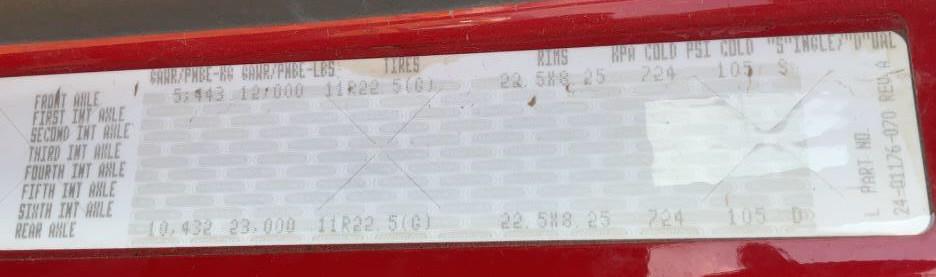 GAWR/PNBE-KG GAWR/PNBE-LBS TIRES RIMS KPA COLD PSI COLD "S"INGLE/"D"UAL
FRONT AXLE 5,443 12,000 11R22.5(G) 22.5X8.25 724 105 S
FIRST INT AXLE
SECOND INT AXLE
THIRD INT AXLE
FOURTH INT AXLE
FIFTH INT AXLE
SIXTH INT AXLE
REAR AXLE 10,432 23,000 11R22.5(G) 22.5X8.25 724 105 D
L PART NO.
24-01176-070 REV.A